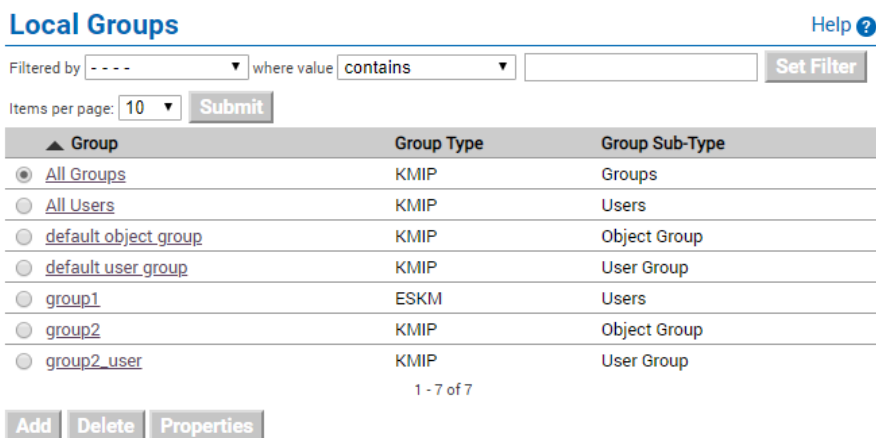 Local Groups Help ?
Filtered by - - - - where value contains Set Filter
Items per page: 10 Submit
Group Group Type Group Sub-Type
All Groups KMIP Groups
All Users KMIP Users
default object group KMIP Object Group
default user group KMIP User Group
group1 ESKM Users
group2 KMIP Object Group
group2_user KMIP User Group
1 - 7 of 7
Add Delete Properties